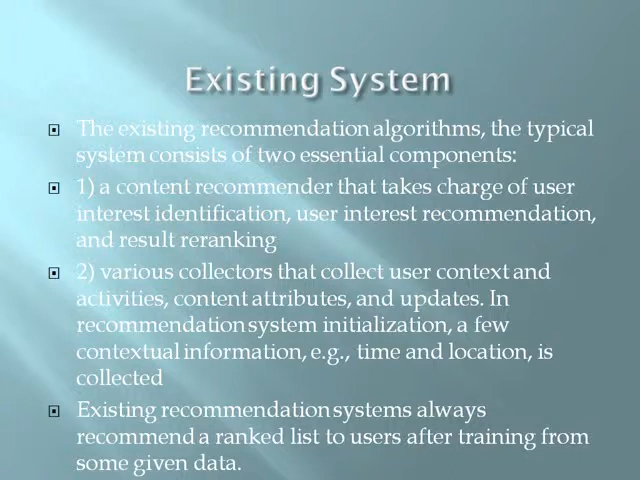 Existing System
The existing recommendation algorithms, the typical
system consists of two essential components:
1) a content recommender that takes charge of user
interest identification, user interest recommendation,
and result reranking
2) various collectors that collect user context and
activities, content attributes, and updates. In
recommendation system initialization, a few
contextual information, e.g., time and location, is
collected
Existing recommendation systems always
recommend a ranked list to users after training from
some given data.